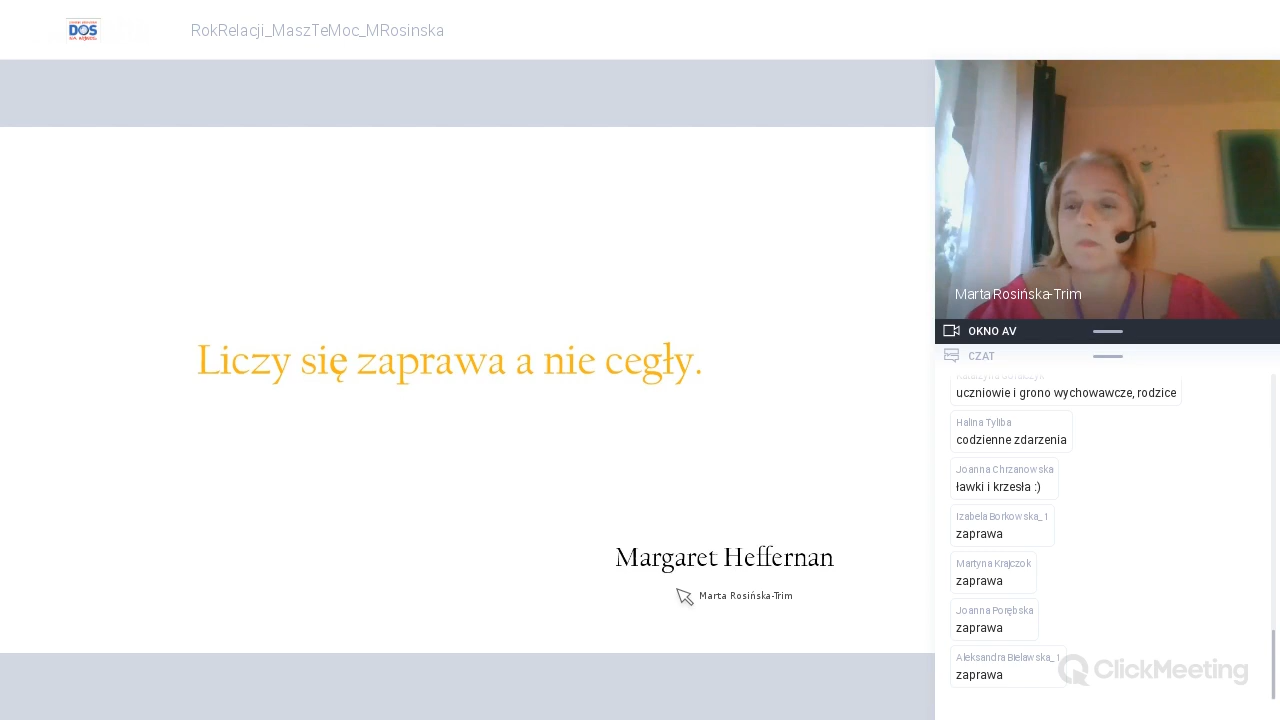 DOS
RokRelacji_MaszTeMoc_MRosinska
Liczy się zaprawa a nie cegły.
Margaret Heffernan
Marta Rosińska-Trim
Marta Rosińska-Trim
OKNO AV
CZAT
uczniowie i grono wychowawcze, rodzice
Halina Tyliba
codzienne zdarzenia
Joanna Chrzanowska
ławki i krzesła :)
Izabela Borkowska_1
zaprawa
Martyna Krajczok
zaprawa
Joanna Porębska
zaprawa
Aleksandra Bielawska_1
zaprawa
ClickMeeting